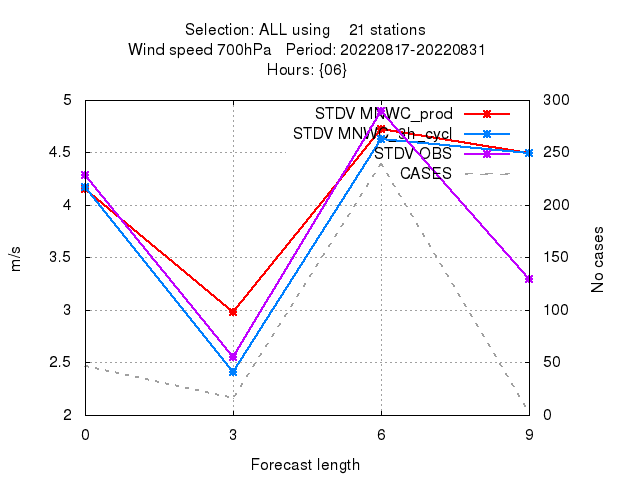 Selection: ALL using 21 stations
Wind speed 700hPa Period: 20220817-20220831
Hours: {06}
STDV MNWC_prod
STDV MNWC_3h_cycl
STDV OBS
CASES
5
4.5
4
3.5
3
2.5
2
300
250
200
150
100
50
0
m/s
No cases
0 3 6 9
Forecast length